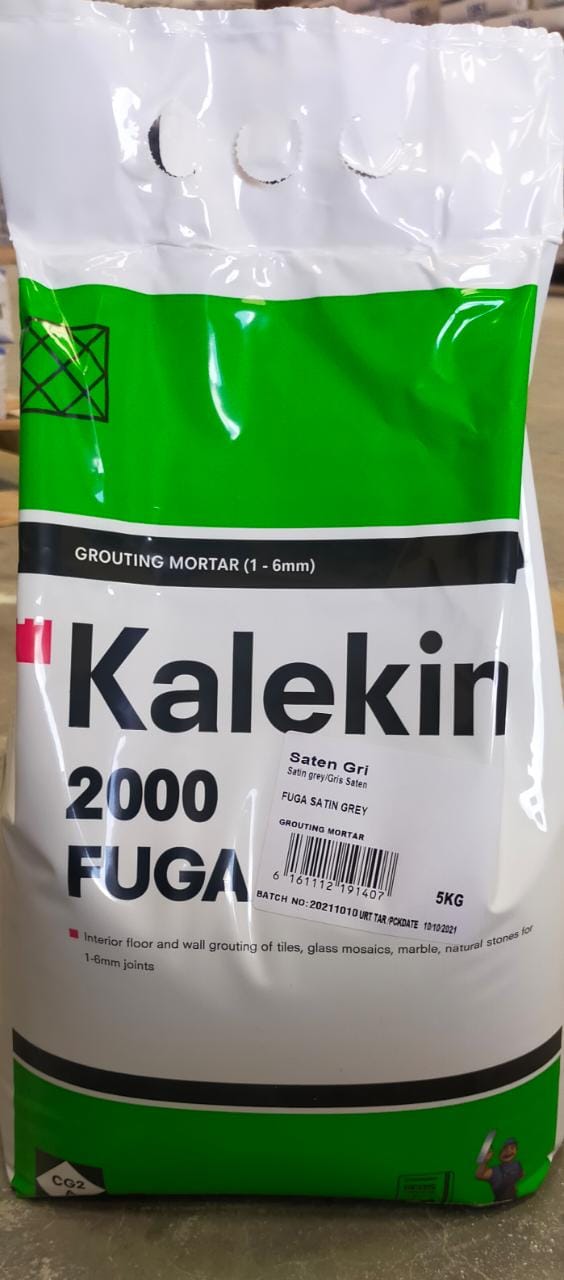 GROUTING MORTAR (1 - 6mm)
Kalekin
2000
FUGA
Saten Gri
Satin grey/Gris Saten
FUGA SATIN GREY
GROUTING MORTAR
6 161112 191407
5KG
BATCH NO:20211010 URT TAR/PCKDATE 10/10/2021
Interior floor and wall grouting of tiles, glass mosaics, marble, natural stones for
1-6mm joints
CG2
A